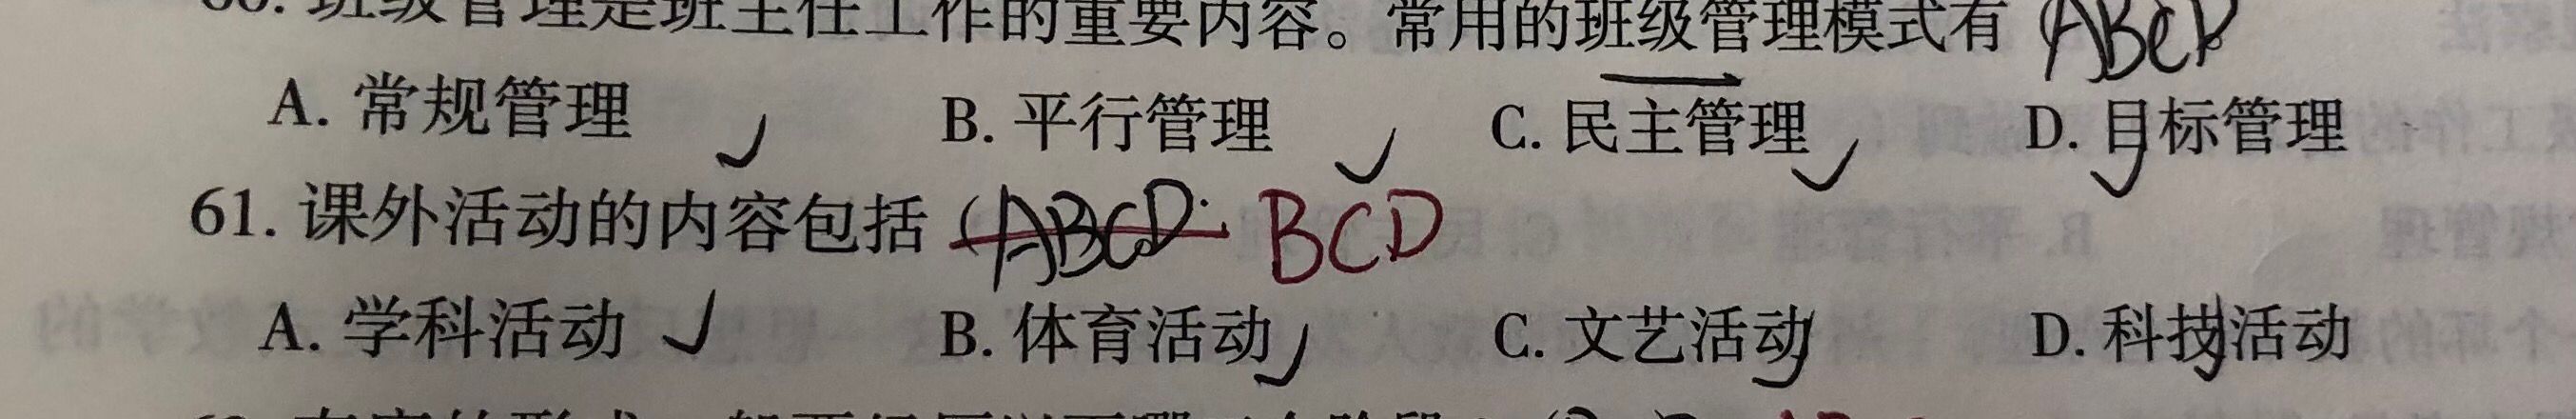 60. 班级管理是班主任工作的重要内容。常用的班级管理模式有 ABCD
A. 常规管理 B. 平行管理 C. 民主管理 D. 目标管理
61. 课外活动的内容包括 (ABCD. BCD
A. 学科活动 B. 体育活动 C. 文艺活动 D. 科技活动